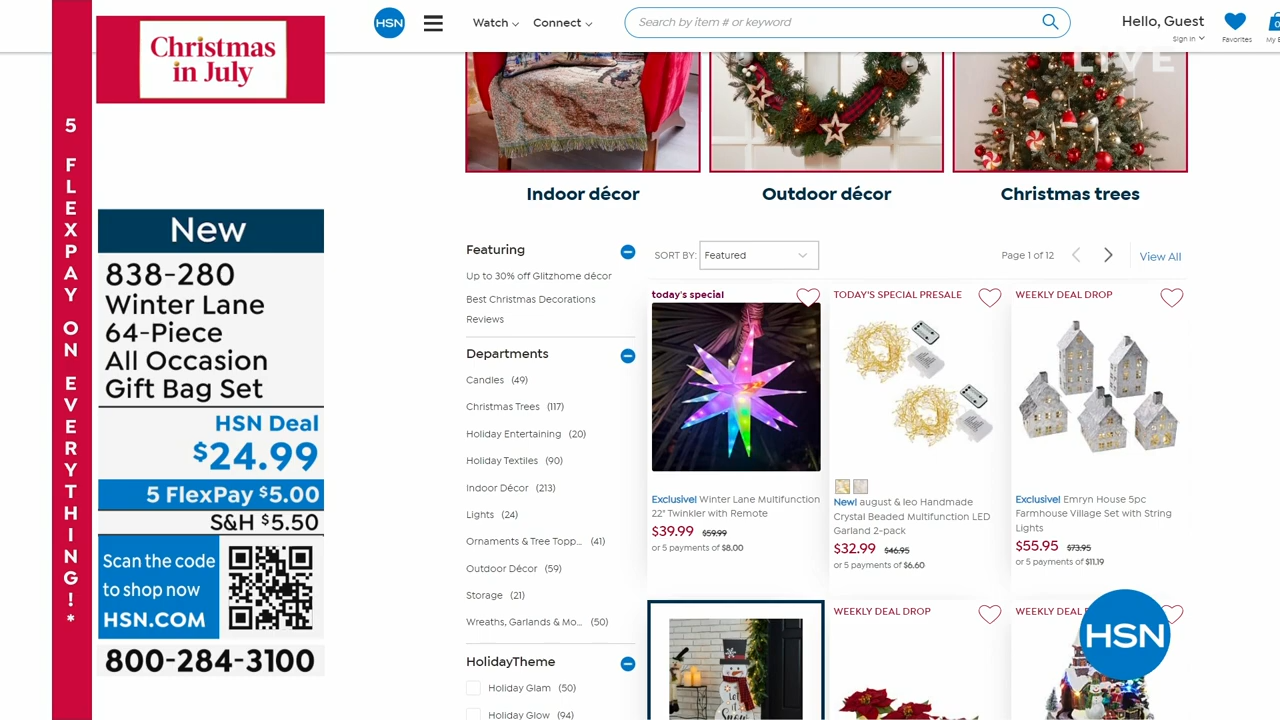 Christmas
in July
5 FLEXPAY ON EVERYTHING!*
New
838-280
Winter Lane
64-Piece
All Occasion
Gift Bag Set
HSN Deal
$24.99
5 FlexPay $5.00
S&H $5.50
Scan the code
to shop now
HSN.COM
800-284-3100
HSN
Watch
Connect
Search by item # or keyword
Hello, Guest
Sign In
Favorites
0
LIVE
Indoor décor
Outdoor décor
Christmas trees
Featuring
Up to 30% off Glitzhome décor
Best Christmas Decorations
Reviews
Departments
Candles (49)
Christmas Trees (117)
Holiday Entertaining (20)
Holiday Textiles (90)
Indoor Décor (213)
Lights (24)
Ornaments & Tree Topp... (41)
Outdoor Décor (59)
Storage (21)
Wreaths, Garlands & Mo... (50)
HolidayTheme
Holiday Glam (50)
Holiday Glow (94)
SORT BY: Featured
Page 1 of 12
View All
today's special
Exclusive! Winter Lane Multifunction
22" Twinkler with Remote
$39.99 $59.99
or 5 payments of $8.00
TODAY'S SPECIAL PRESALE
New! august & leo Handmade
Crystal Beaded Multifunction LED
Garland 2-pack
$32.99 $46.95
or 5 payments of $6.60
WEEKLY DEAL DROP
Exclusive! Emryn House 5pc
Farmhouse Village Set with String
Lights
$55.95 $73.95
or 5 payments of $11.19
WEEKLY DEAL DROP
WEEKLY DEAL
HSN